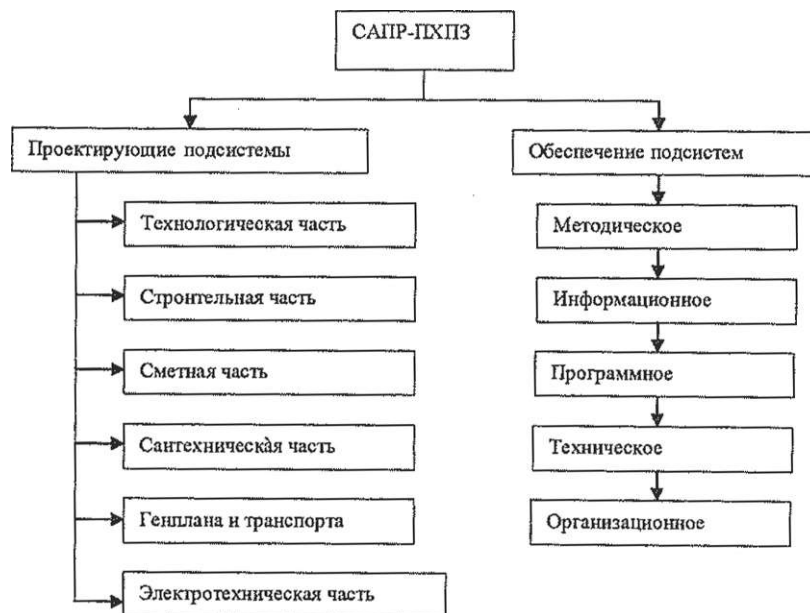 САПР-ПХПЗ
Проектирующие подсистемы
Обеспечение подсистем
Технологическая часть
Строительная часть
Сметная часть
Сантехническая часть
Генплана и транспорта
Электротехническая часть
Методическое
Информационное
Программное
Техническое
Организационное